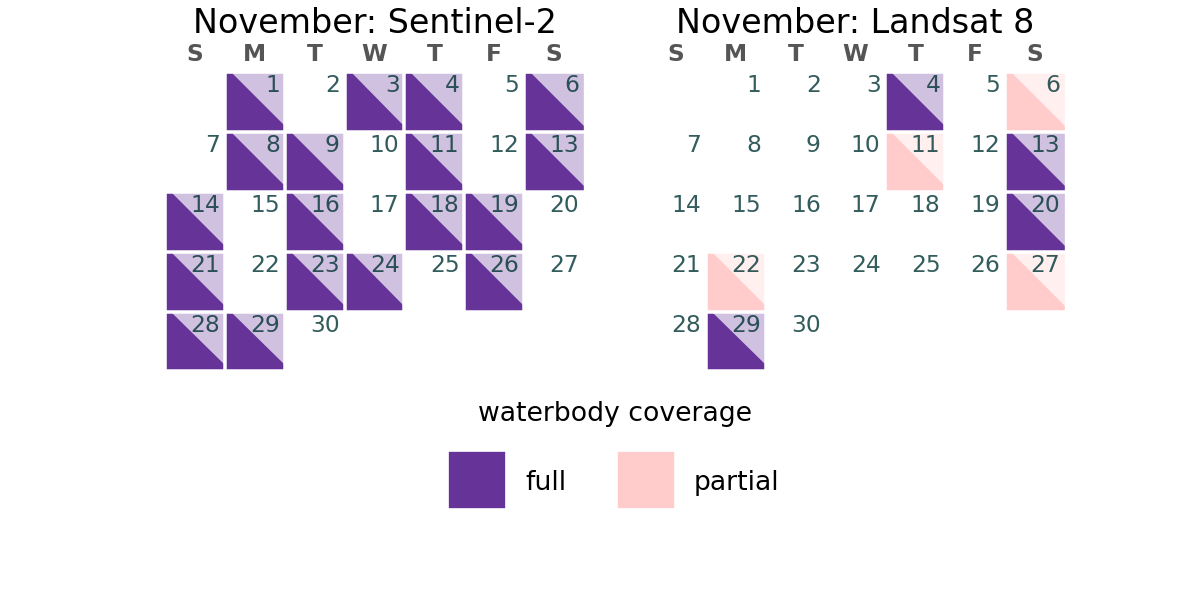 November: Sentinel-2
S M T W T F S
1 2 3 4 5 6
7 8 9 10 11 12 13
14 15 16 17 18 19 20
21 22 23 24 25 26 27
28 29 30
November: Landsat 8
S M T W T F S
1 2 3 4 5 6
7 8 9 10 11 12 13
14 15 16 17 18 19 20
21 22 23 24 25 26 27
28 29 30
waterbody coverage
full
partial